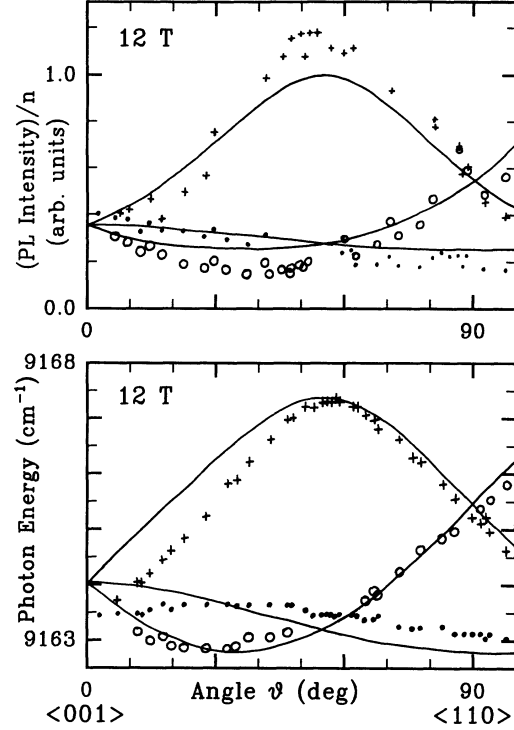 12 T
(PL Intensity)/n
(arb. units)
1.0
0.0
0
90
9168
12 T
Photon Energy (cm⁻¹)
9163
0
Angle ϑ (deg)
90
<001>
<110>